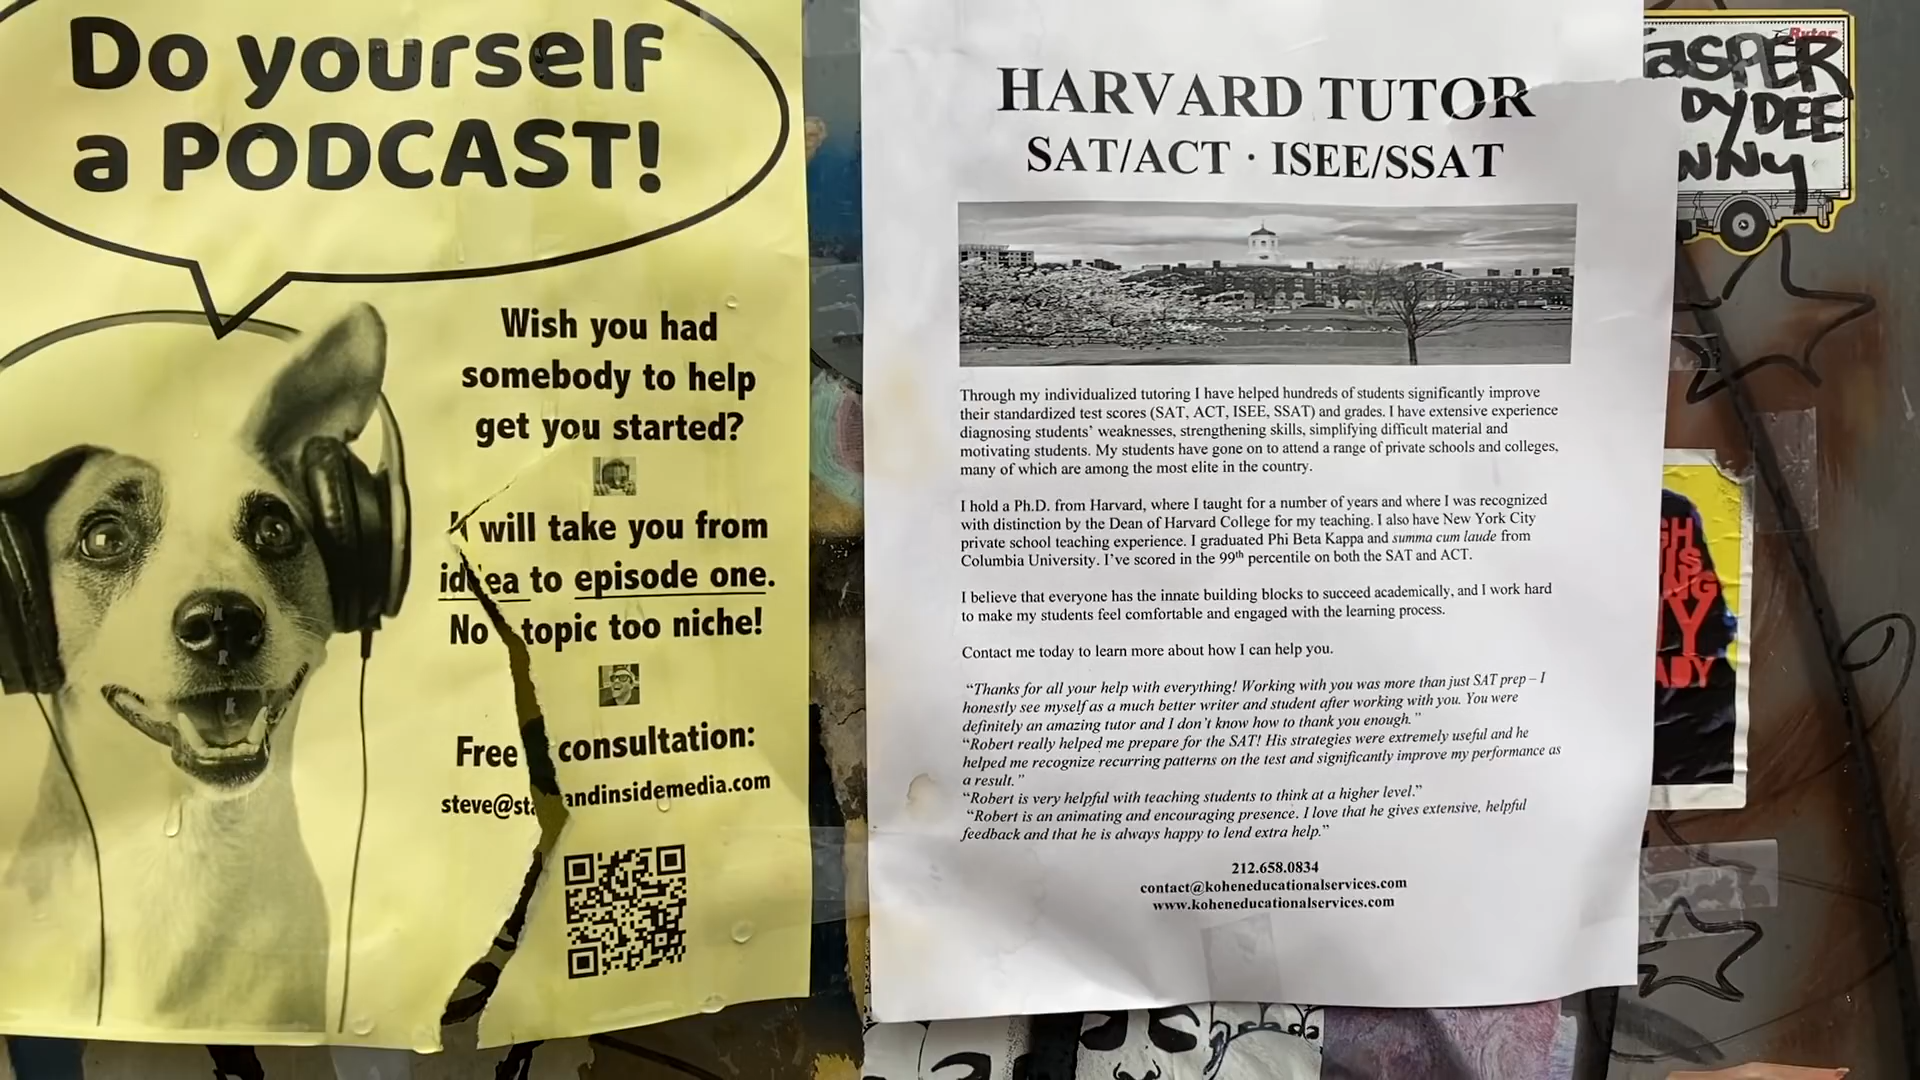 Do yourself
a PODCAST!
Wish you had
somebody to help
get you started?
I will take you from
idea to episode one.
No topic too niche!
Free consultation:
HARVARD TUTOR
SAT/ACT · ISEE/SSAT
Through my individualized tutoring I have helped hundreds of students significantly improve
their standardized test scores (SAT, ACT, ISEE, SSAT) and grades. I have extensive experience
diagnosing students’ weaknesses, strengthening skills, simplifying difficult material and
motivating students. My students have gone on to attend a range of private schools and colleges,
many of which are among the most elite in the country.
I hold a Ph.D. from Harvard, where I taught for a number of years and where I was recognized
with distinction by the Dean of Harvard College for my teaching. I also have New York City
private school teaching experience. I graduated Phi Beta Kappa and summa cum laude from
Columbia University. I’ve scored in the 99th percentile on both the SAT and ACT.
I believe that everyone has the innate building blocks to succeed academically, and I work hard
to make my students feel comfortable and engaged with the learning process.
Contact me today to learn more about how I can help you.
“Thanks for all your help with everything! Working with you was more than just SAT prep – I
honestly see myself as a much better writer and student after working with you. You were
definitely an amazing tutor and I don’t know how to thank you enough.”
“Robert really helped me prepare for the SAT! His strategies were extremely useful and he
helped me recognize recurring patterns on the test and significantly improve my performance as
a result.”
“Robert is very helpful with teaching students to think at a higher level.”
“Robert is an animating and encouraging presence. I love that he gives extensive, helpful
feedback and that he is always happy to lend extra help.”
212.658.0834
contact@koheneducationalservices.com
www.koheneducationalservices.com